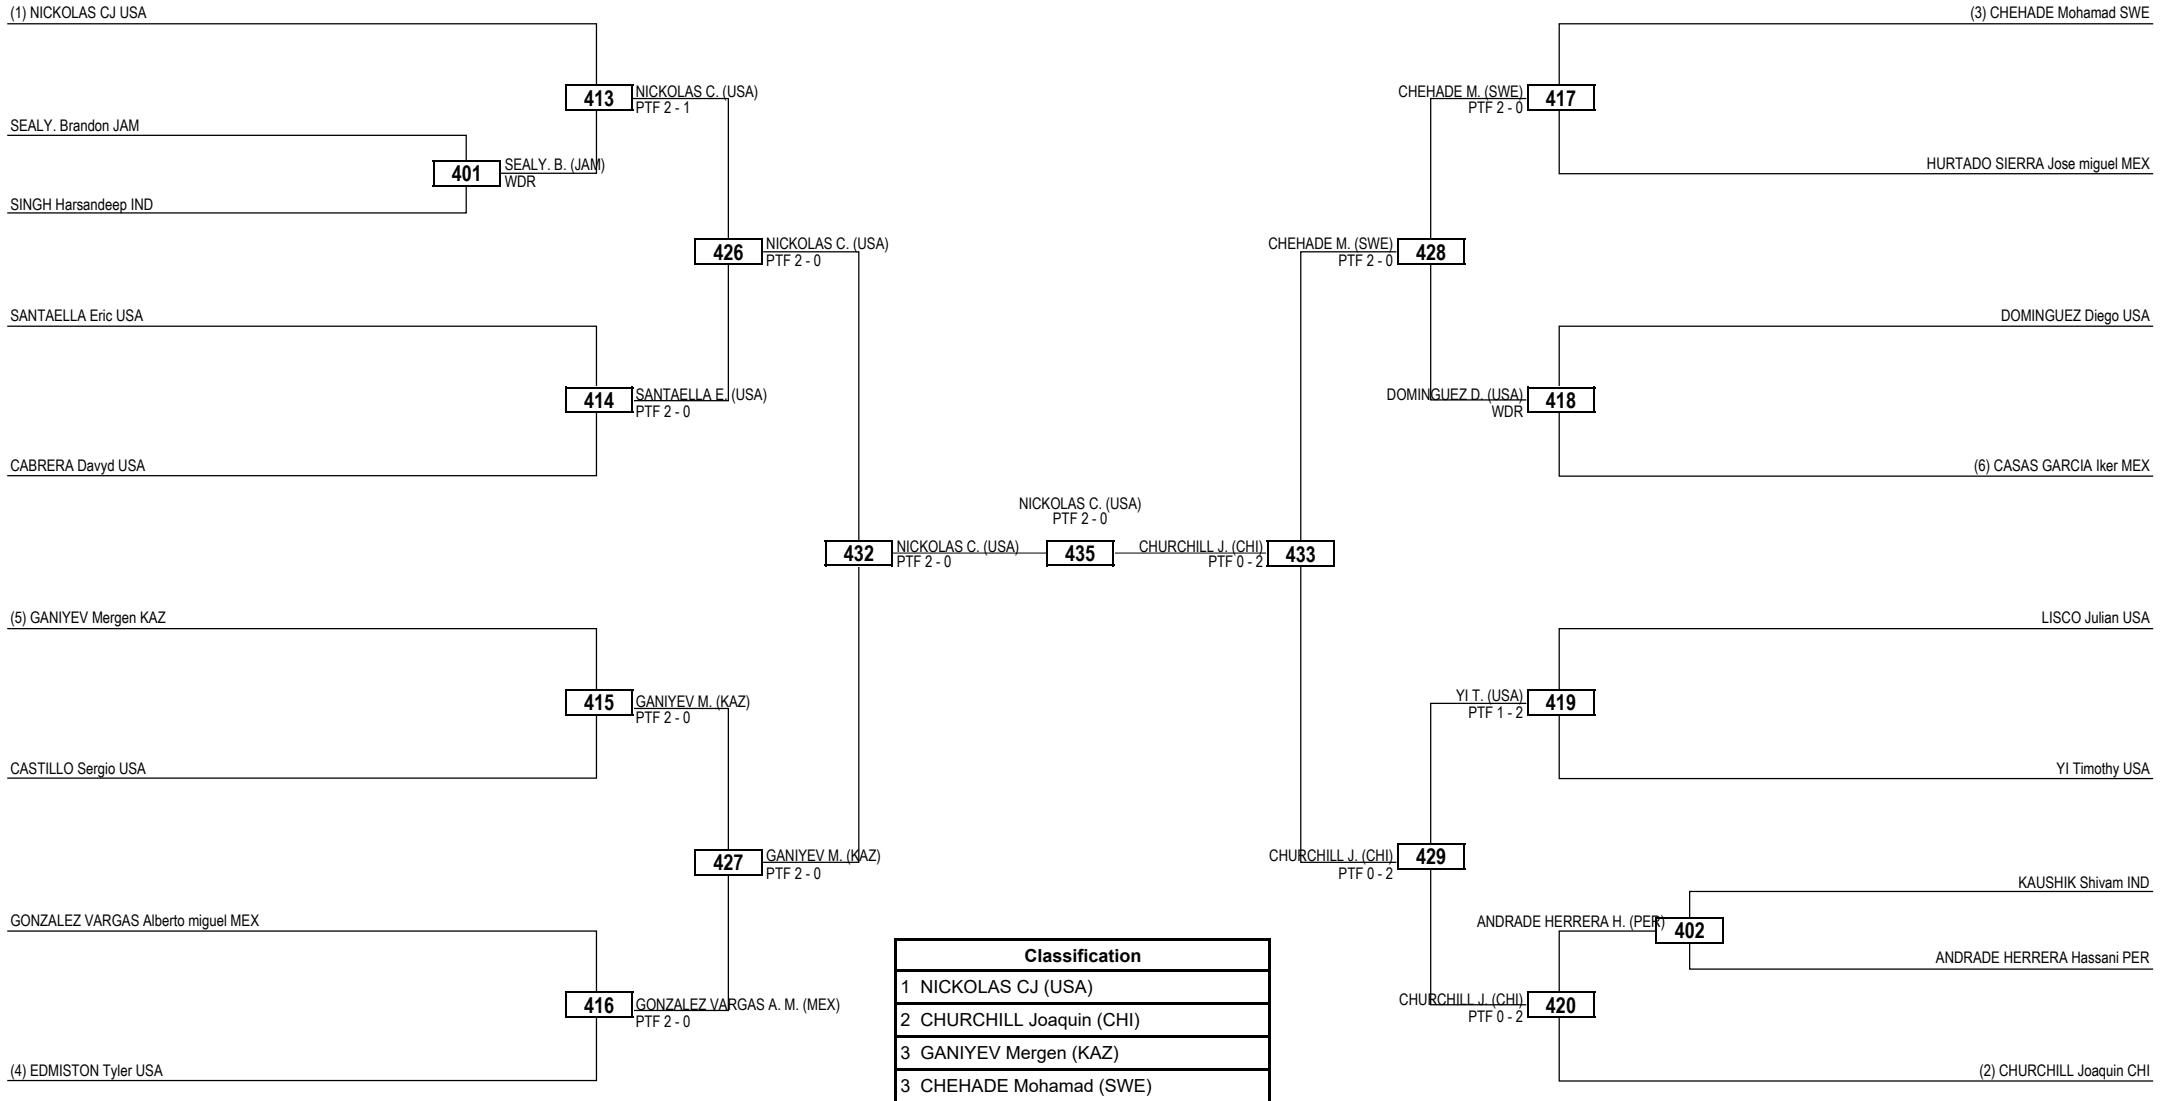 (1) NICKOLAS CJ USA
413
NICKOLAS C. (USA)
PTF 2 - 1
SEALY. Brandon JAM
401
SEALY. B. (JAM)
WDR
SINGH Harsandeep IND
426
NICKOLAS C. (USA)
PTF 2 - 0
SANTAELLA Eric USA
414
SANTAELLA E. (USA)
PTF 2 - 0
CABRERA Davyd USA
432
NICKOLAS C. (USA)
PTF 2 - 0
(5) GANIYEV Mergen KAZ
415
GANIYEV M. (KAZ)
PTF 2 - 0
CASTILLO Sergio USA
427
GANIYEV M. (KAZ)
PTF 2 - 0
GONZALEZ VARGAS Alberto miguel MEX
416
GONZALEZ VARGAS A. M. (MEX)
PTF 2 - 0
(4) EDMISTON Tyler USA
NICKOLAS C. (USA)
PTF 2 - 0
435
(3) CHEHADE Mohamad SWE
CHEHADE M. (SWE)
PTF 2 - 0
417
HURTADO SIERRA Jose miguel MEX
CHEHADE M. (SWE)
PTF 2 - 0
428
DOMINGUEZ Diego USA
DOMINGUEZ D. (USA)
WDR
418
(6) CASAS GARCIA Iker MEX
CHURCHILL J. (CHI)
PTF 0 - 2
433
LISCO Julian USA
YI T. (USA)
PTF 1 - 2
419
YI Timothy USA
CHURCHILL J. (CHI)
PTF 0 - 2
429
KAUSHIK Shivam IND
ANDRADE HERRERA H. (PER)
402
ANDRADE HERRERA Hassani PER
CHURCHILL J. (CHI)
PTF 0 - 2
420
(2) CHURCHILL Joaquin CHI
Classification
1 NICKOLAS CJ (USA)
2 CHURCHILL Joaquin (CHI)
3 GANIYEV Mergen (KAZ)
3 CHEHADE Mohamad (SWE)